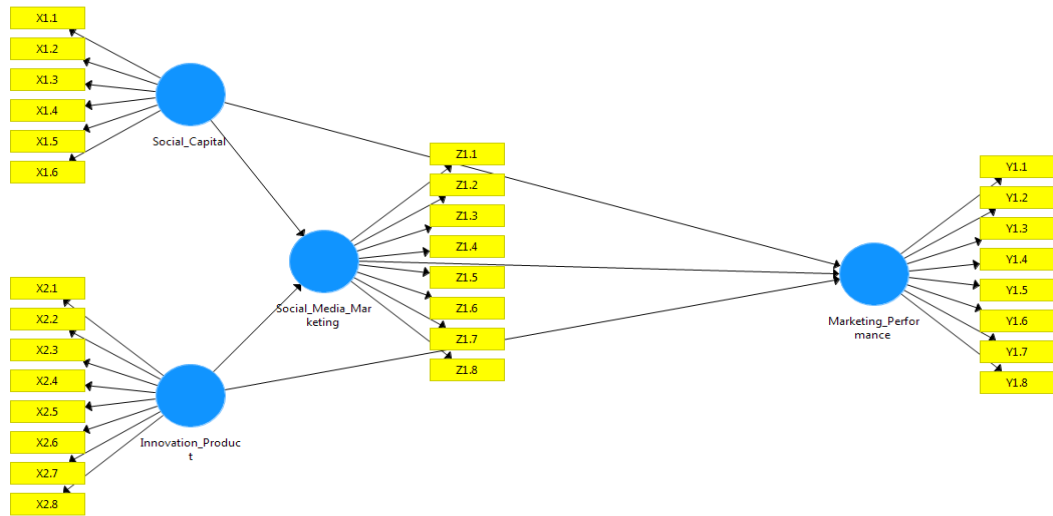 X1.1
X1.2
X1.3
X1.4
X1.5
X1.6
Social_Capital
X2.1
X2.2
X2.3
X2.4
X2.5
X2.6
X2.7
X2.8
Innovation_Produc
t
Social_Media_Mar
keting
Z1.1
Z1.2
Z1.3
Z1.4
Z1.5
Z1.6
Z1.7
Z1.8
Marketing_Perfor
mance
Y1.1
Y1.2
Y1.3
Y1.4
Y1.5
Y1.6
Y1.7
Y1.8